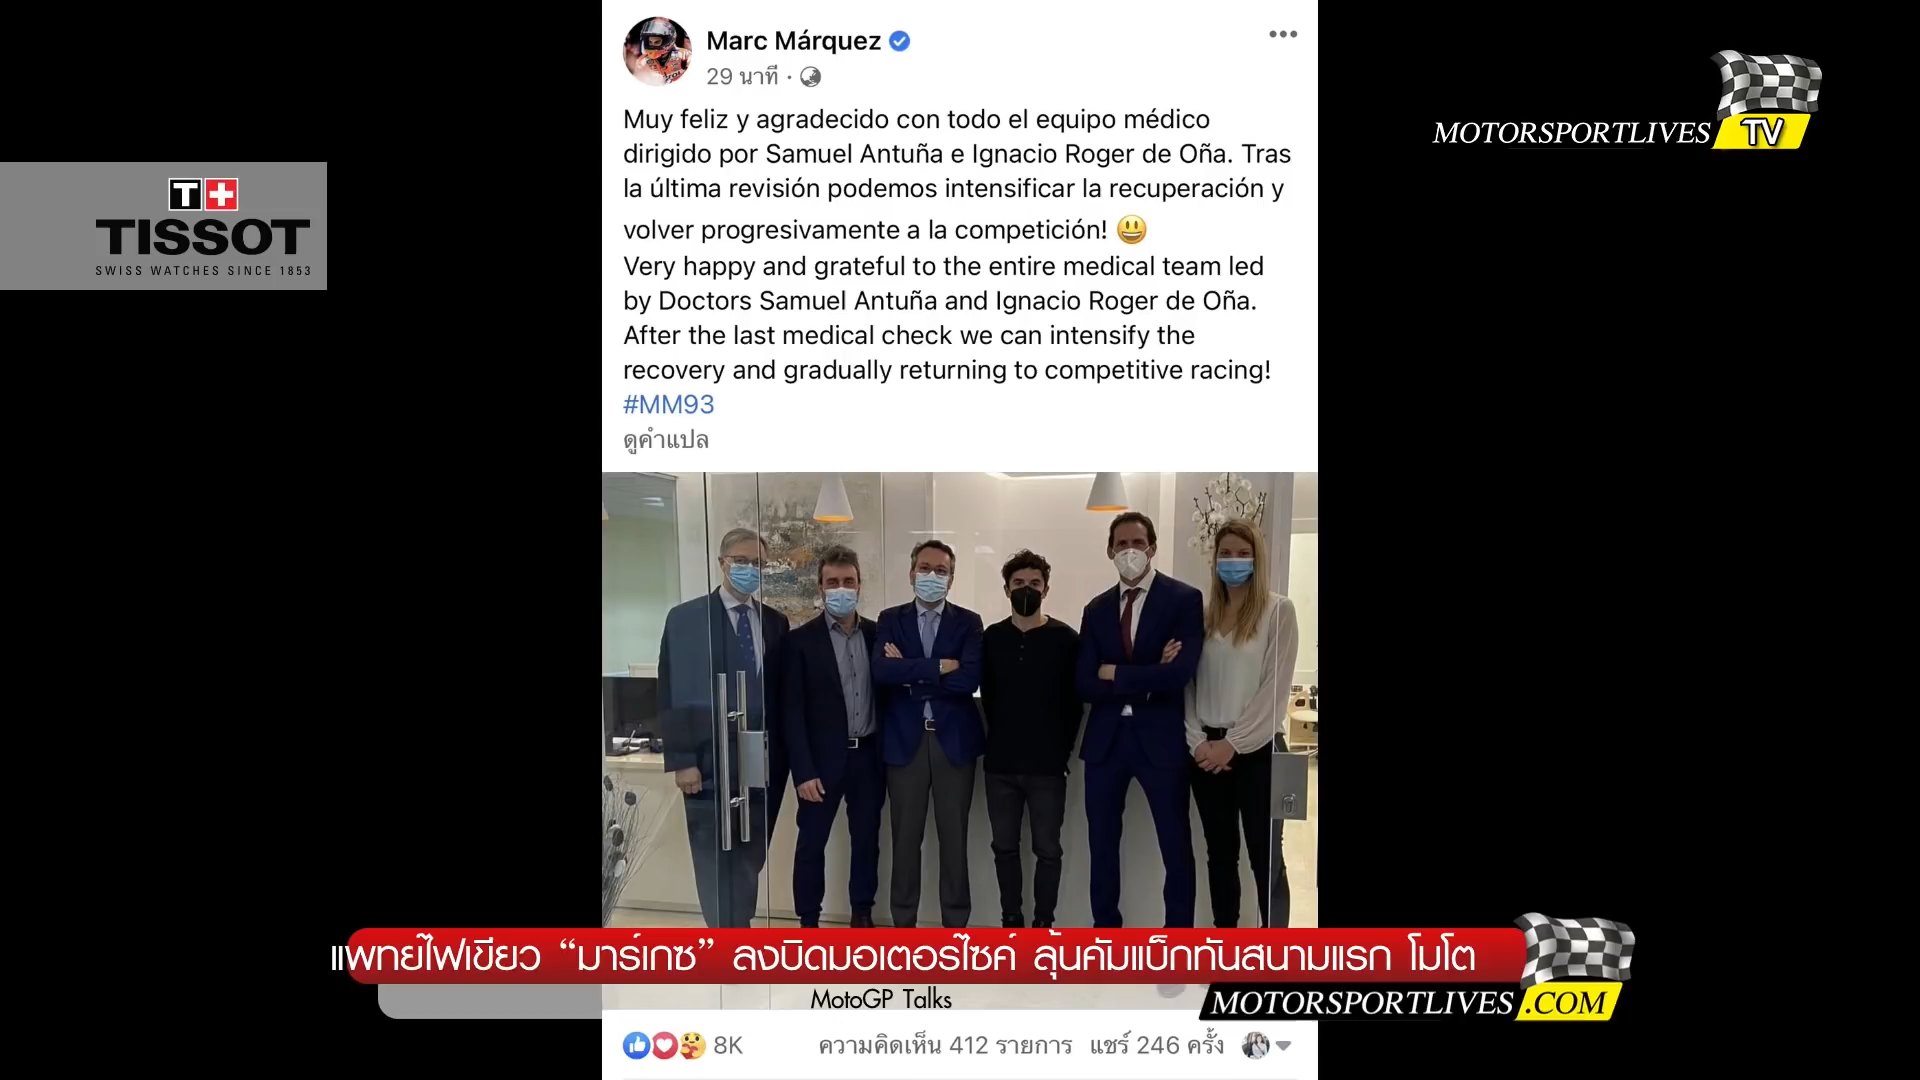 Marc Márquez
29 นาที ·
Muy feliz y agradecido con todo el equipo médico
dirigido por Samuel Antuña e Ignacio Roger de Oña. Tras
la última revisión podemos intensificar la recuperación y
volver progresivamente a la competición! 😃
Very happy and grateful to the entire medical team led
by Doctors Samuel Antuña and Ignacio Roger de Oña.
After the last medical check we can intensify the
recovery and gradually returning to competitive racing!
#MM93
ดูคำแปล
MOTORSPORTLIVES TV
T+
TISSOT
SWISS WATCHES SINCE 1853
แพทย์ไฟเขียว “มาร์เกซ” ลงบิดมอเตอร์ไซค์ ลุ้นคัมแบ็กทันสนามแรก โมโต
MotoGP Talks
MOTORSPORTLIVES.COM
8K
ความคิดเห็น 412 รายการ แชร์ 246 ครั้ง